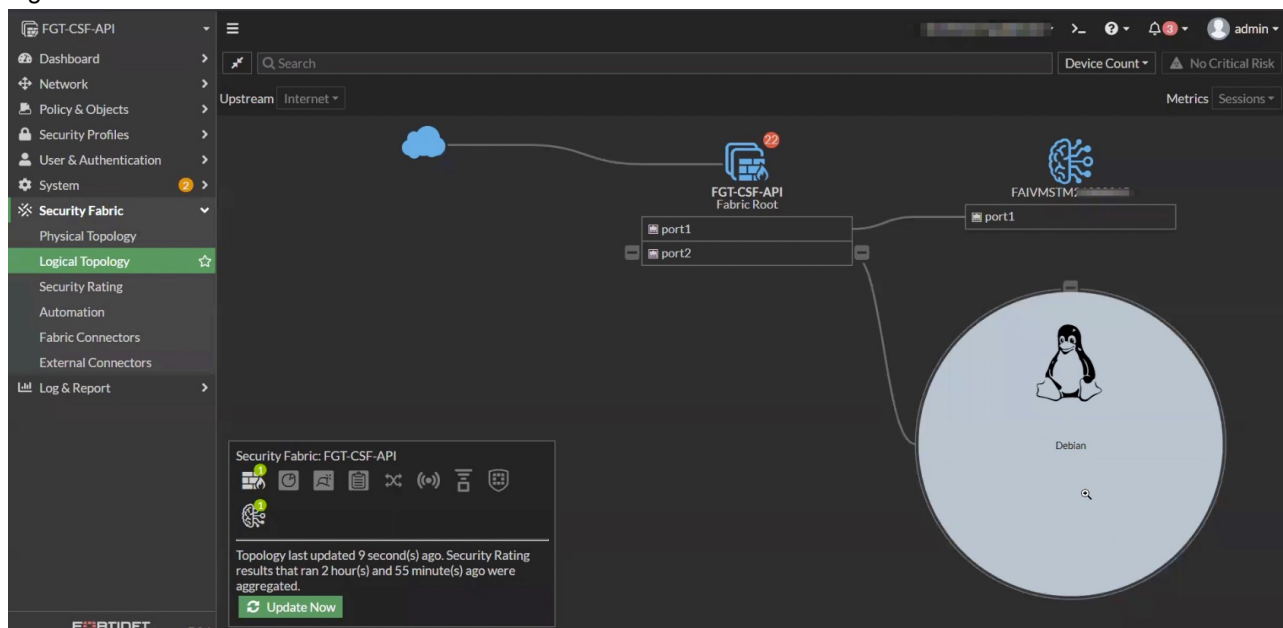 FGT-CSF-API
admin
3
Dashboard
Search
Device Count
No Critical Risk
Network
Upstream Internet
Metrics Sessions
Policy & Objects
Security Profiles
User & Authentication
System 2
Security Fabric
Physical Topology
Logical Topology
Security Rating
Automation
Fabric Connectors
External Connectors
Log & Report
22
FGT-CSF-API
Fabric Root
port1
port2
port1
Debian
Security Fabric: FGT-CSF-API
1
1
Topology last updated 9 second(s) ago. Security Rating
results that ran 2 hour(s) and 55 minute(s) ago were
aggregated.
Update Now